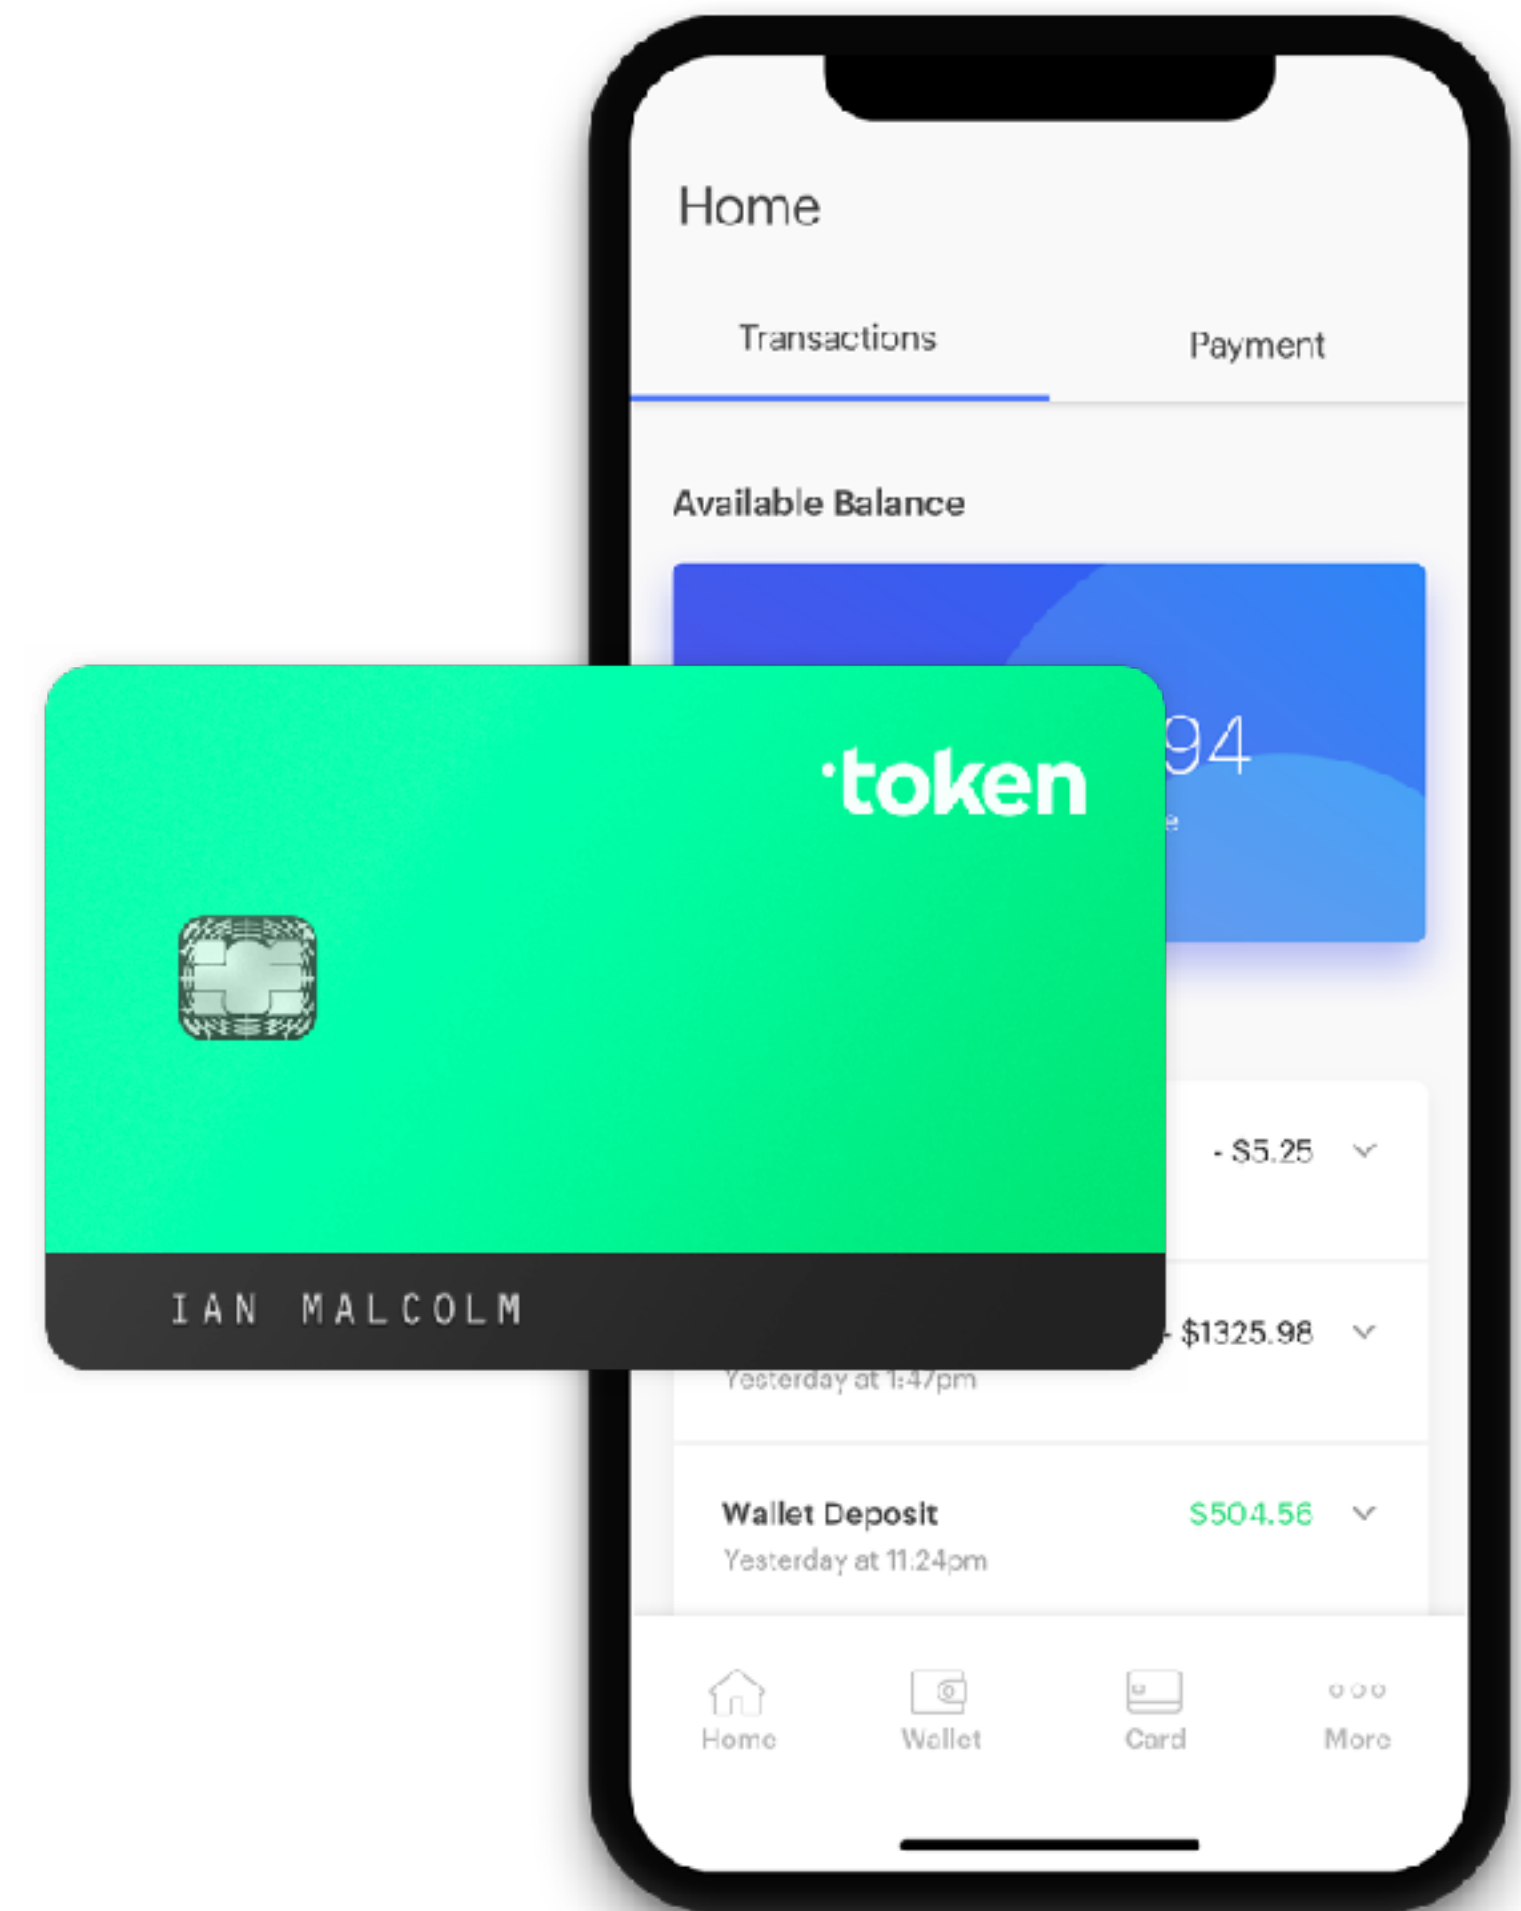 Home
Transactions Payment
Available Balance
94
token
- $5.25
IAN MALCOLM
- $1325.98
Yesterday at 1:47pm
Wallet Deposit $504.56
Yesterday at 11:24pm
Home Wallet Card More